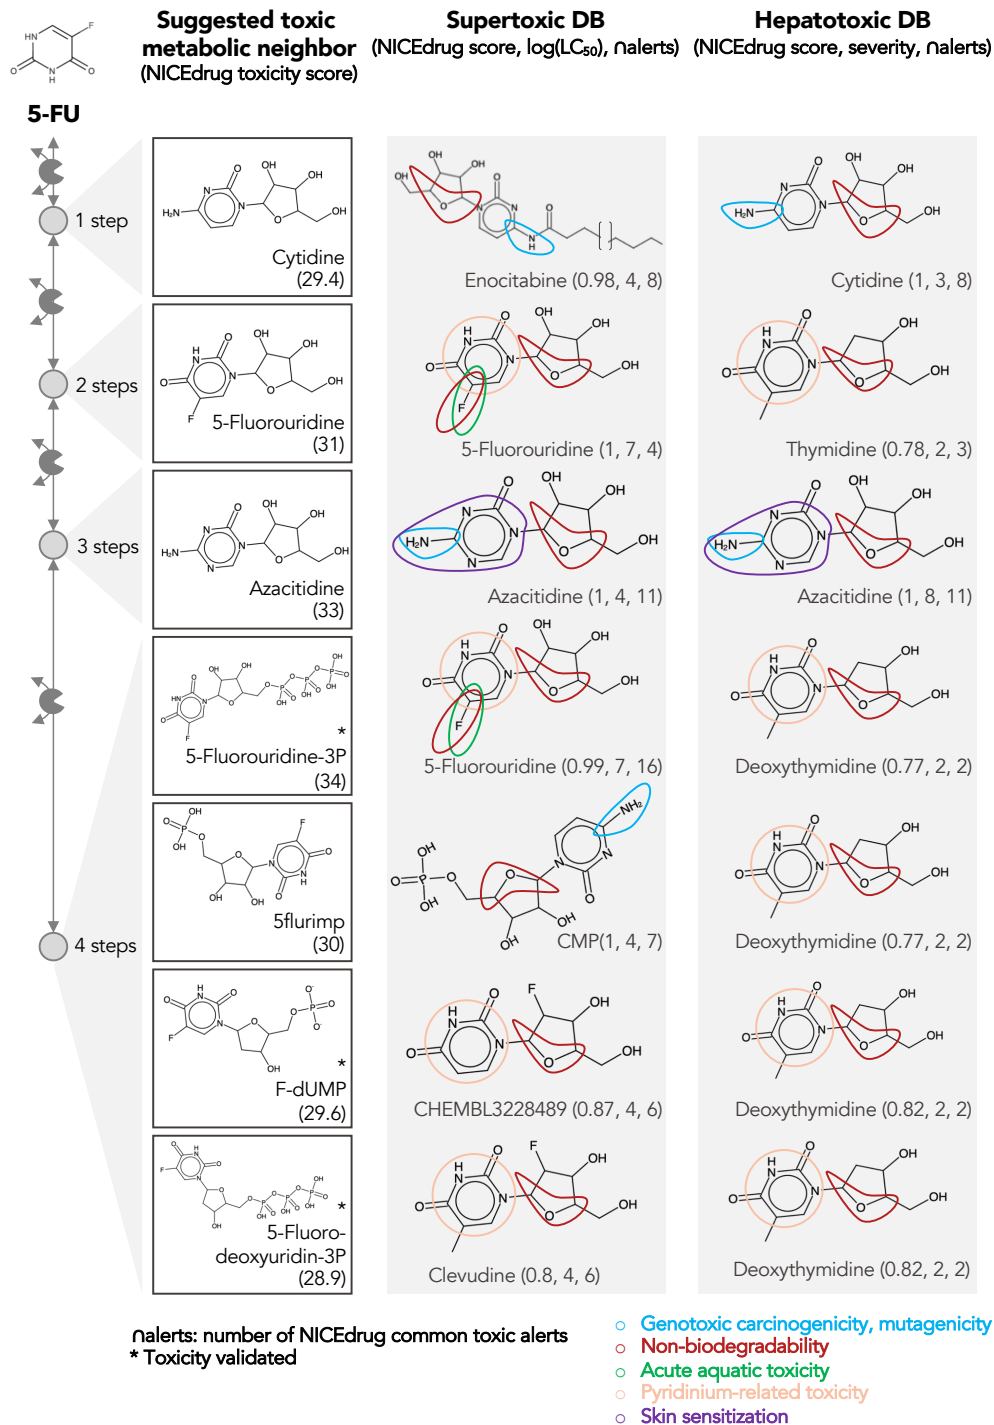 Suggested toxic
metabolic neighbor
(NICEdrug toxicity score)
Supertoxic DB
(NICEdrug score, log(LC50), ∩alerts)
Hepatotoxic DB
(NICEdrug score, severity, ∩alerts)
5-FU
1 step
Cytidine
(29.4)
Enocitabine (0.98, 4, 8)
Cytidine (1, 3, 8)
2 steps
5-Fluorouridine
(31)
5-Fluorouridine (1, 7, 4)
Thymidine (0.78, 2, 3)
3 steps
Azacitidine
(33)
Azacitidine (1, 4, 11)
Azacitidine (1, 8, 11)
*
5-Fluorouridine-3P
(34)
5-Fluorouridine (0.99, 7, 16)
Deoxythymidine (0.77, 2, 2)
4 steps
5flurimp
(30)
CMP(1, 4, 7)
Deoxythymidine (0.77, 2, 2)
*
F-dUMP
(29.6)
CHEMBL3228489 (0.87, 4, 6)
Deoxythymidine (0.82, 2, 2)
*
5-Fluoro-
deoxyuridin-3P
(28.9)
Clevudine (0.8, 4, 6)
Deoxythymidine (0.82, 2, 2)
∩alerts: number of NICEdrug common toxic alerts
* Toxicity validated
Genotoxic carcinogenicity, mutagenicity
Non-biodegradability
Acute aquatic toxicity
Pyridinium-related toxicity
Skin sensitization